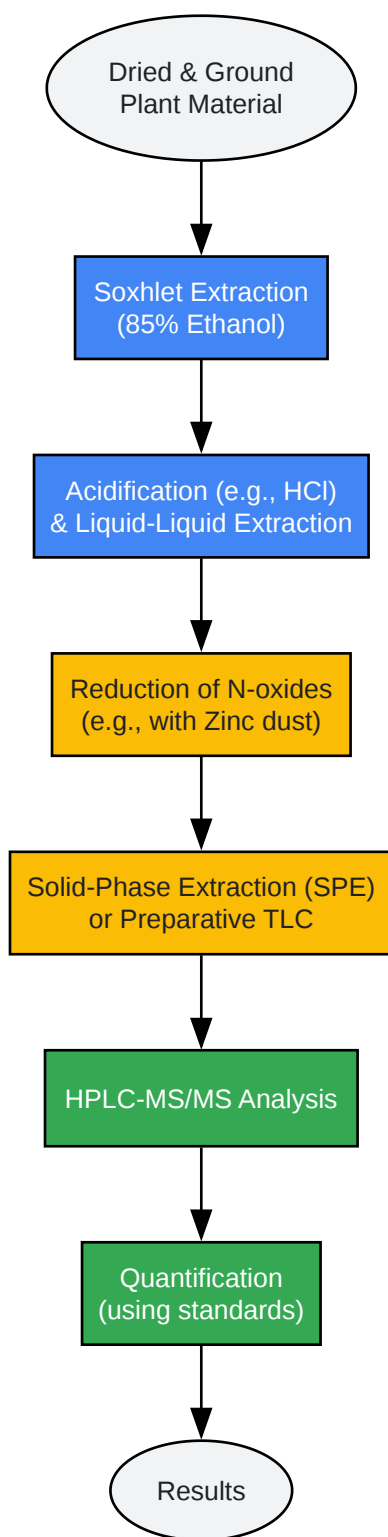 Dried & Ground
Plant Material
Soxhlet Extraction
(85% Ethanol)
Acidification (e.g., HCl)
& Liquid-Liquid Extraction
Reduction of N-oxides
(e.g., with Zinc dust)
Solid-Phase Extraction (SPE)
or Preparative TLC
HPLC-MS/MS Analysis
Quantification
(using standards)
Results